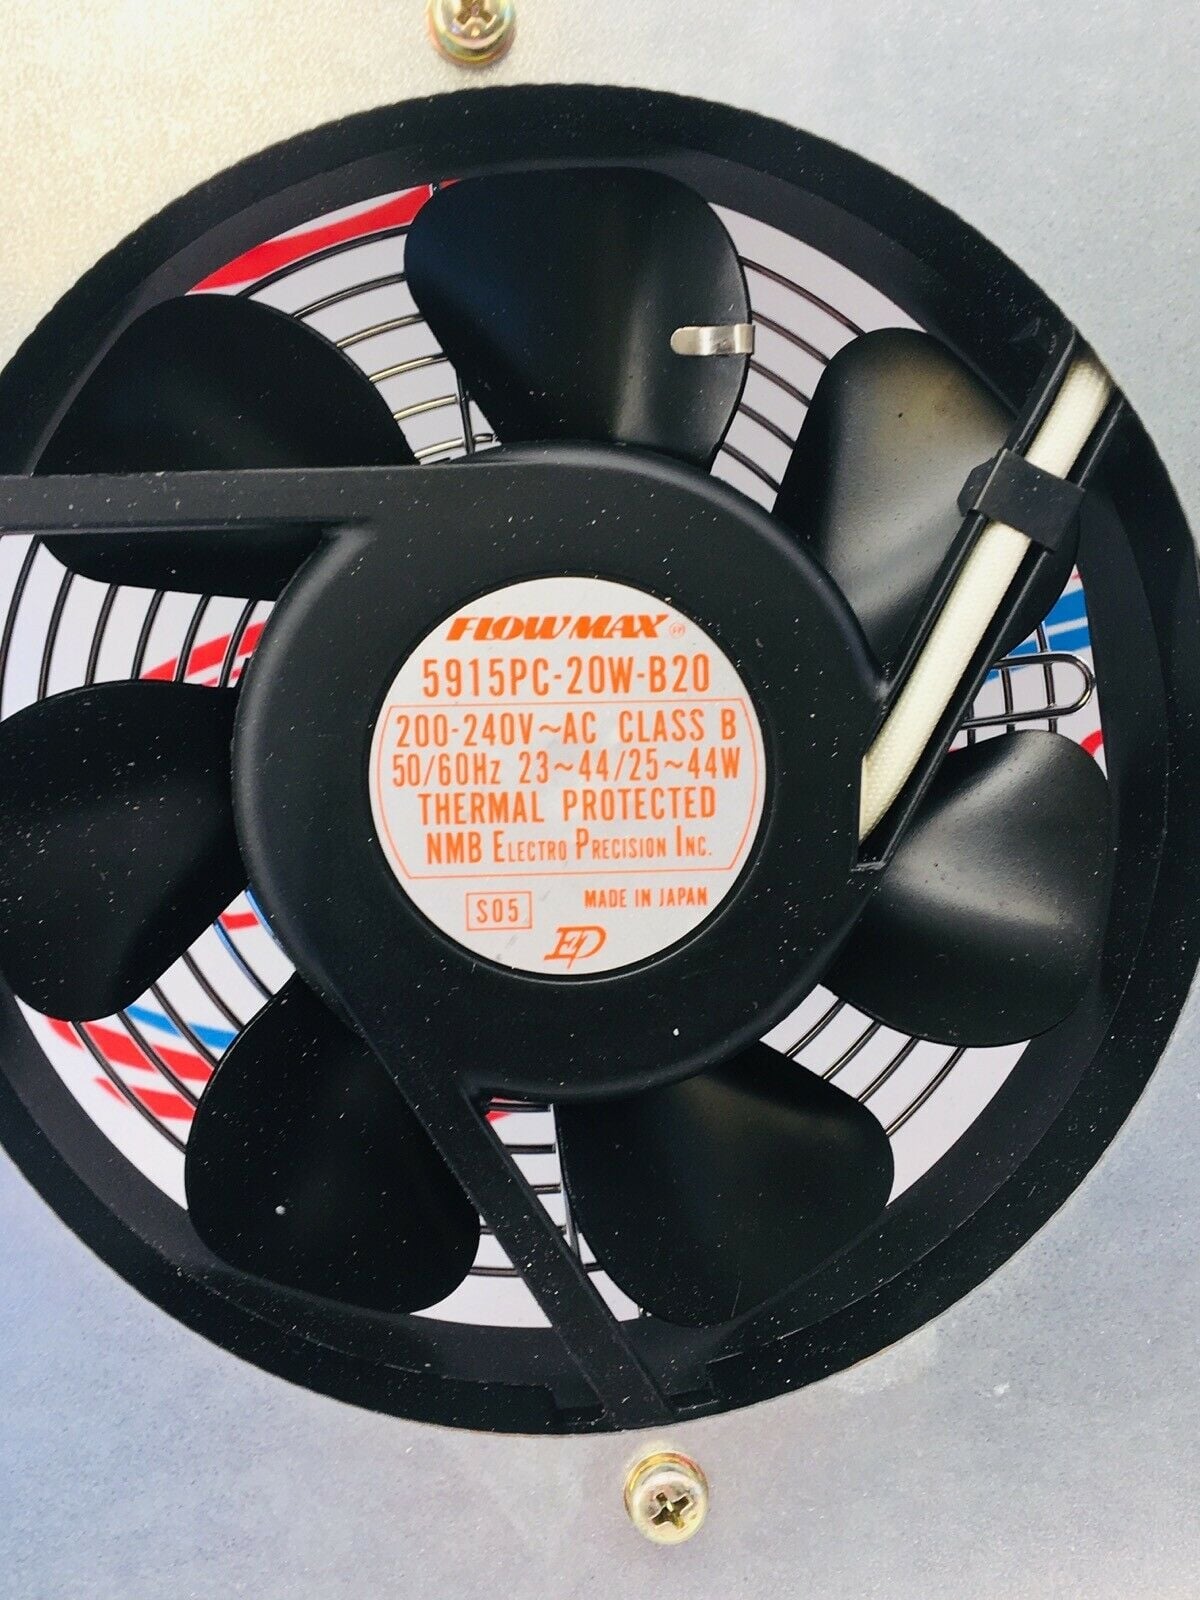 FLOWMAX
5915PC-20W-B20
200-240V~AC CLASS B
50/60Hz 23~44/25~44W
THERMAL PROTECTED
NMB ELECTRO PRECISION INC.
S05
MADE IN JAPAN